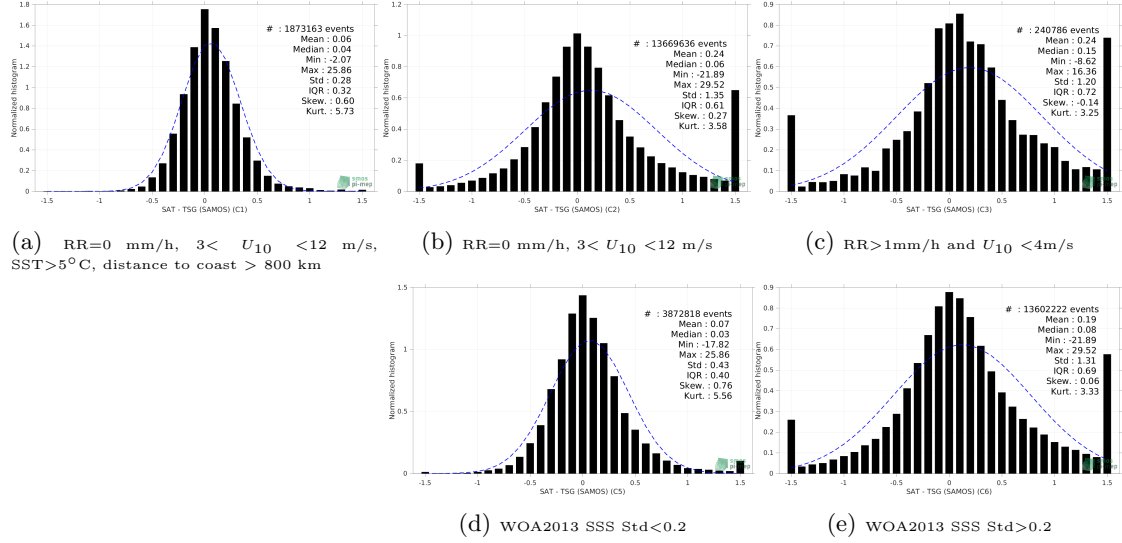 1.8
1.6
1.4
1.2
1
0.8
0.6
0.4
0.2
0
Normalized histogram
# : 1873163 events
Mean : 0.06
Median : 0.04
Min : -2.07
Max : 25.86
Std : 0.28
IQR : 0.32
Skew. : 0.60
Kurt. : 5.73
smos
pi-mep
-1.5 -1 -0.5 0 0.5 1 1.5
SAT - TSG (SAMOS) (C1)
(a) RR=0 mm/h, 3< U10 <12 m/s,
SST>5°C, distance to coast > 800 km
1.2
1
0.8
0.6
0.4
0.2
0
Normalized histogram
# : 13669636 events
Mean : 0.24
Median : 0.06
Min : -21.89
Max : 29.52
Std : 1.35
IQR : 0.61
Skew. : 0.27
Kurt. : 3.58
smos
pi-mep
-1.5 -1 -0.5 0 0.5 1 1.5
SAT - TSG (SAMOS) (C2)
(b) RR=0 mm/h, 3< U10 <12 m/s
0.9
0.8
0.7
0.6
0.5
0.4
0.3
0.2
0.1
0
Normalized histogram
# : 240786 events
Mean : 0.24
Median : 0.15
Min : -8.62
Max : 16.36
Std : 1.20
IQR : 0.72
Skew. : -0.14
Kurt. : 3.25
smos
pi-mep
-1.5 -1 -0.5 0 0.5 1 1.5
SAT - TSG (SAMOS) (C3)
(c) RR>1mm/h and U10 <4m/s
1.5
1
0.5
0
Normalized histogram
# : 3872818 events
Mean : 0.07
Median : 0.03
Min : -17.82
Max : 25.86
Std : 0.43
IQR : 0.40
Skew. : 0.76
Kurt. : 5.56
smos
pi-mep
-1.5 -1 -0.5 0 0.5 1 1.5
SAT - TSG (SAMOS) (C5)
(d) WOA2013 SSS Std<0.2
0.9
0.8
0.7
0.6
0.5
0.4
0.3
0.2
0.1
0
Normalized histogram
# : 13602222 events
Mean : 0.19
Median : 0.08
Min : -21.89
Max : 29.52
Std : 1.31
IQR : 0.69
Skew. : 0.06
Kurt. : 3.33
smos
pi-mep
-1.5 -1 -0.5 0 0.5 1 1.5
SAT - TSG (SAMOS) (C6)
(e) WOA2013 SSS Std>0.2